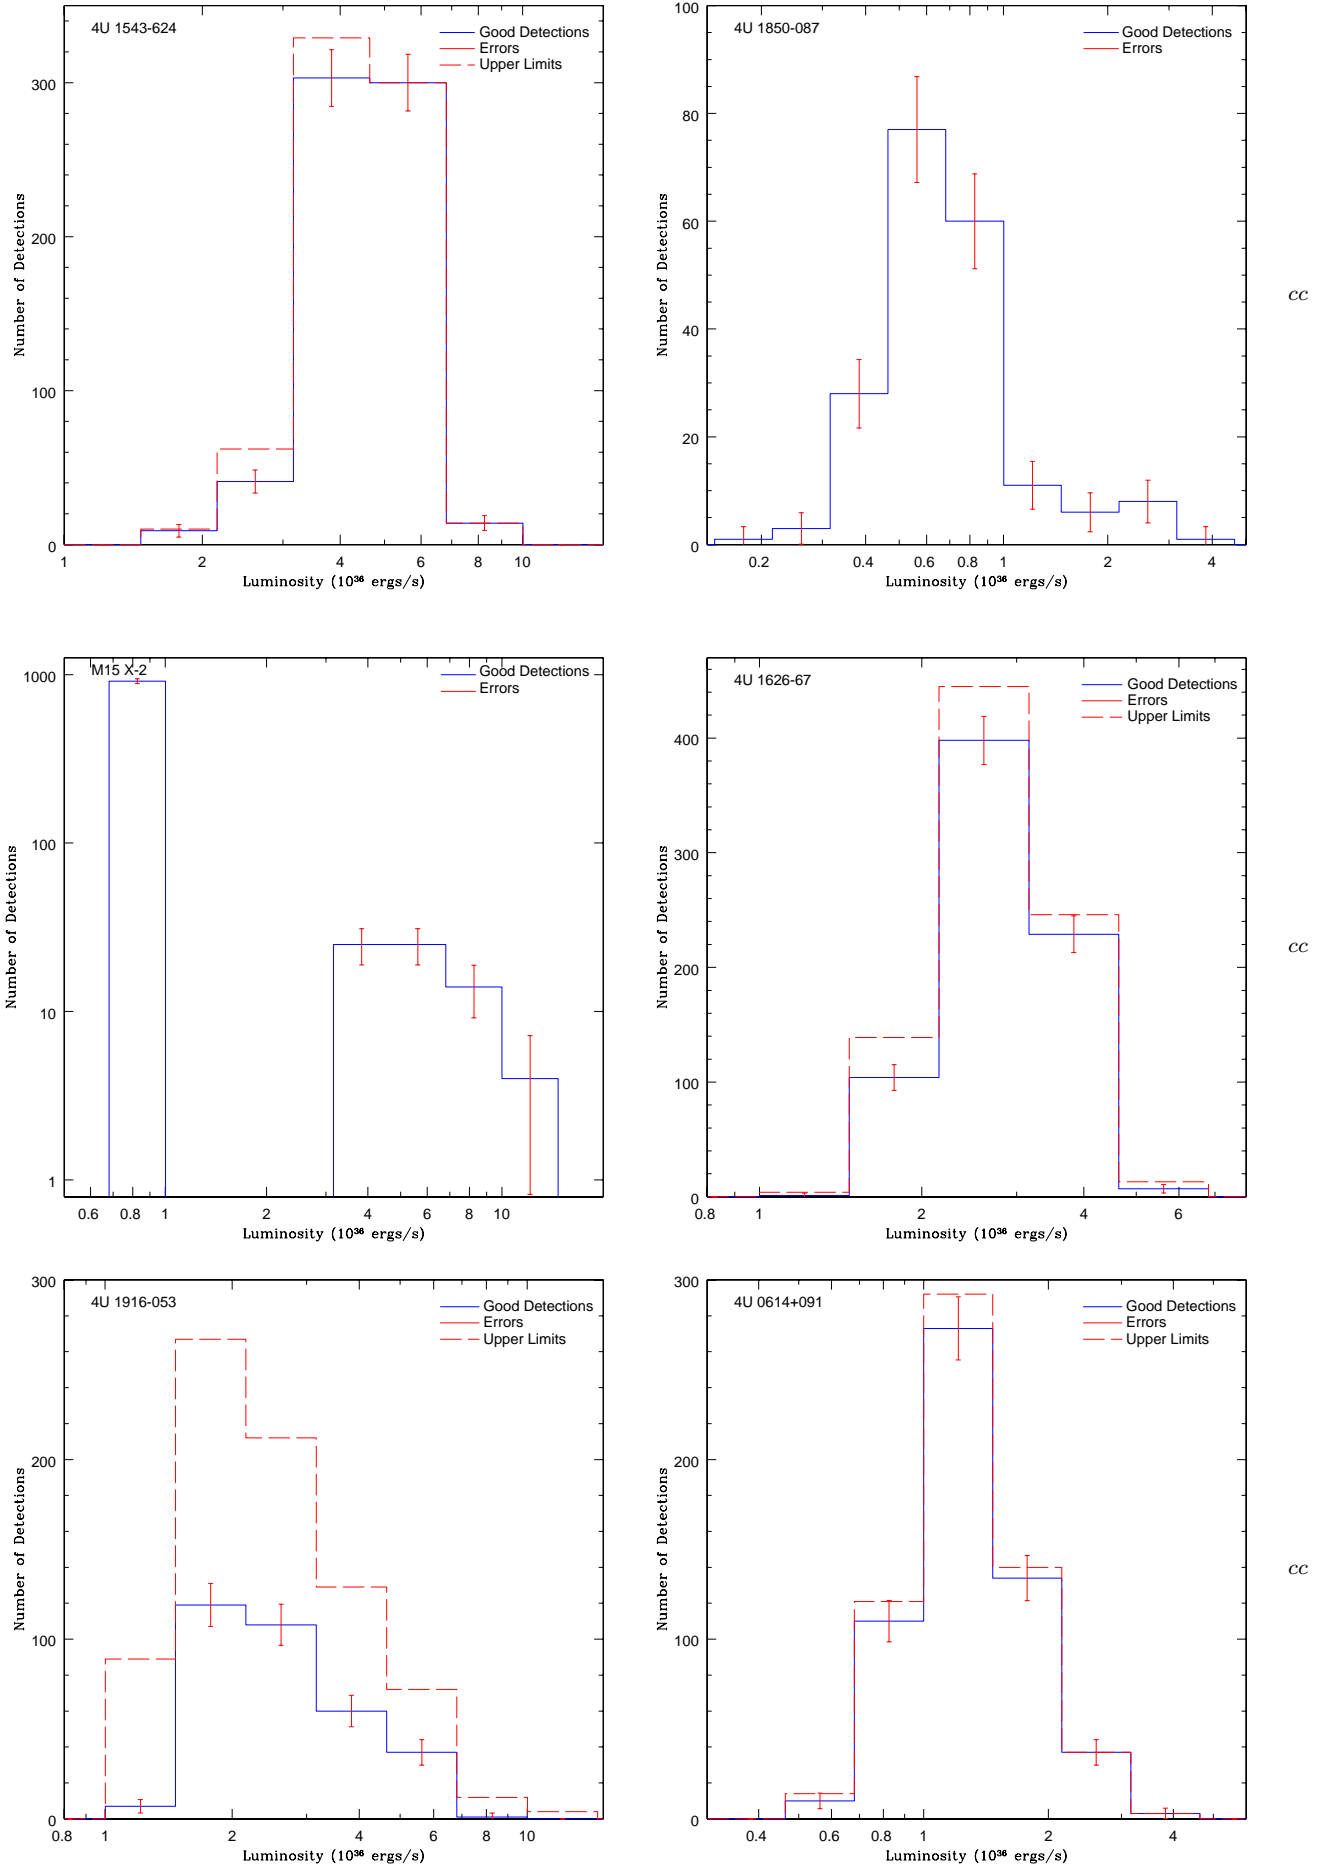 4U 1543-624
Good Detections
Errors
Upper Limits
Number of Detections
300
200
100
0
1 2 4 6 8 10
Luminosity (10³⁶ ergs/s)
4U 1850-087
Good Detections
Errors
Number of Detections
100
80
60
40
20
0
0.2 0.4 0.6 0.8 1 2 4
Luminosity (10³⁶ ergs/s)
cc
M15 X-2
Good Detections
Errors
Number of Detections
1000
100
10
1
0.6 0.8 1 2 4 6 8 10
Luminosity (10³⁶ ergs/s)
4U 1626-67
Good Detections
Errors
Upper Limits
Number of Detections
400
300
200
100
0
0.8 1 2 4 6
Luminosity (10³⁶ ergs/s)
cc
4U 1916-053
Good Detections
Errors
Upper Limits
Number of Detections
300
200
100
0
0.8 1 2 4 6 8 10
Luminosity (10³⁶ ergs/s)
4U 0614+091
Good Detections
Errors
Upper Limits
Number of Detections
300
200
100
0
0.4 0.6 0.8 1 2 4
Luminosity (10³⁶ ergs/s)
cc